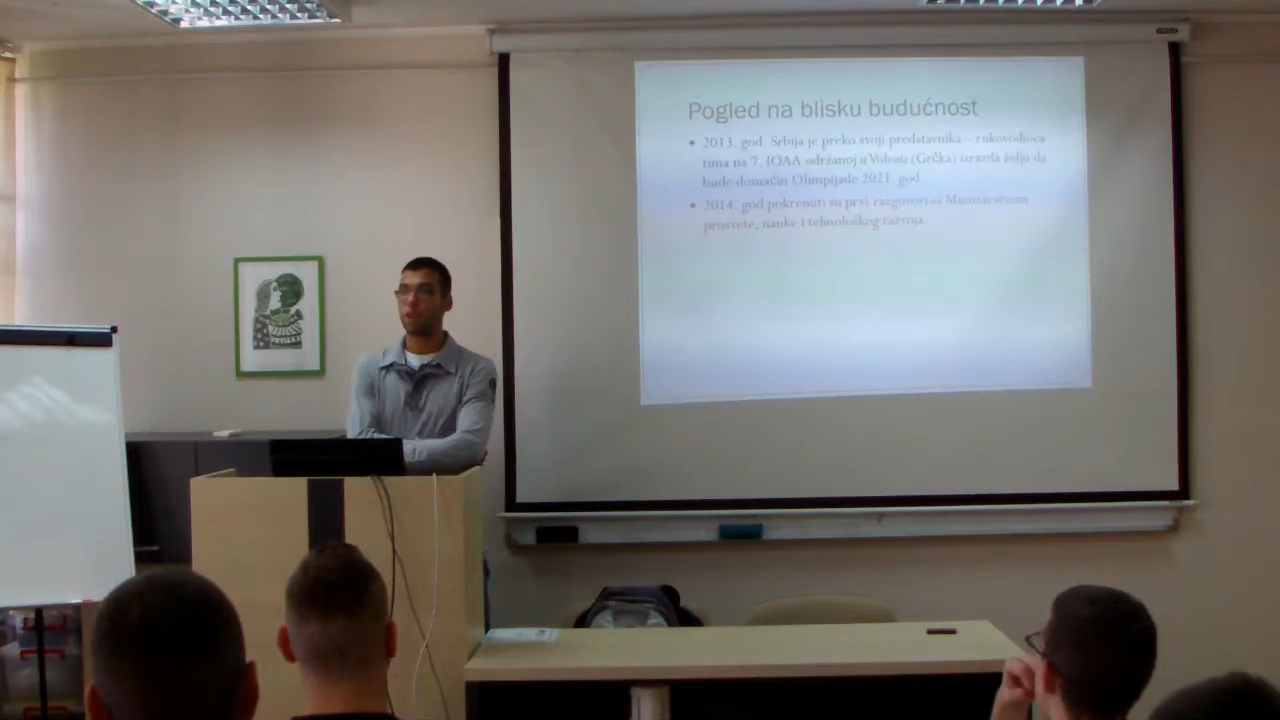 Pogled na blisku budućnost
• 2013. god. Srbija je preko svoji predstavnika – rukovodioca
tima na 7. IOAA održanoj u Volosu (Grčka) izrazila želju da
bude domaćin Olimpijade 2021. god.
• 2014. god pokrenuti su prvi razgovori sa Ministarstvom
prosvete, nauke i tehnološkog razvoja